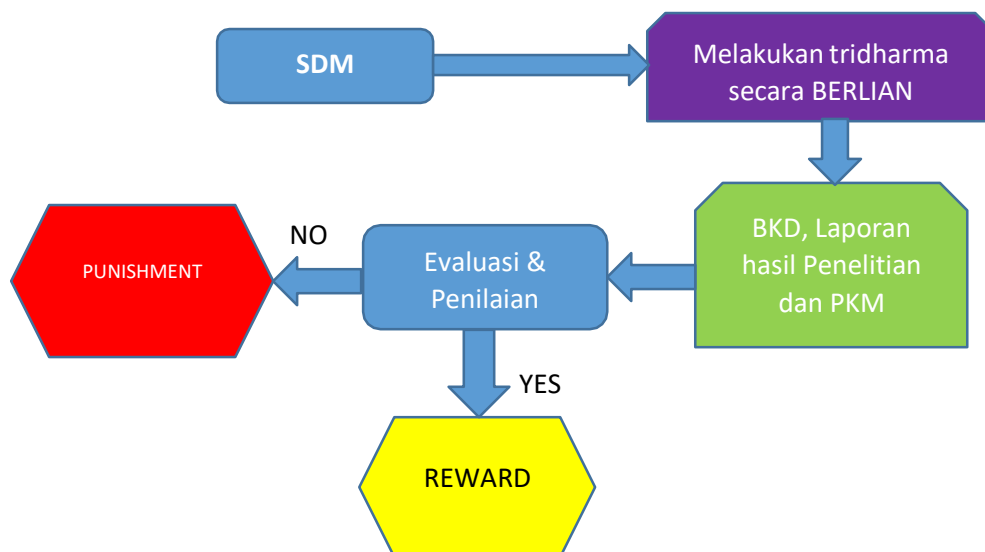 SDM
Melakukan tridharma
secara BERLIAN
BKD, Laporan
hasil Penelitian
dan PKM
Evaluasi &
Penilaian
NO
PUNISHMENT
YES
REWARD